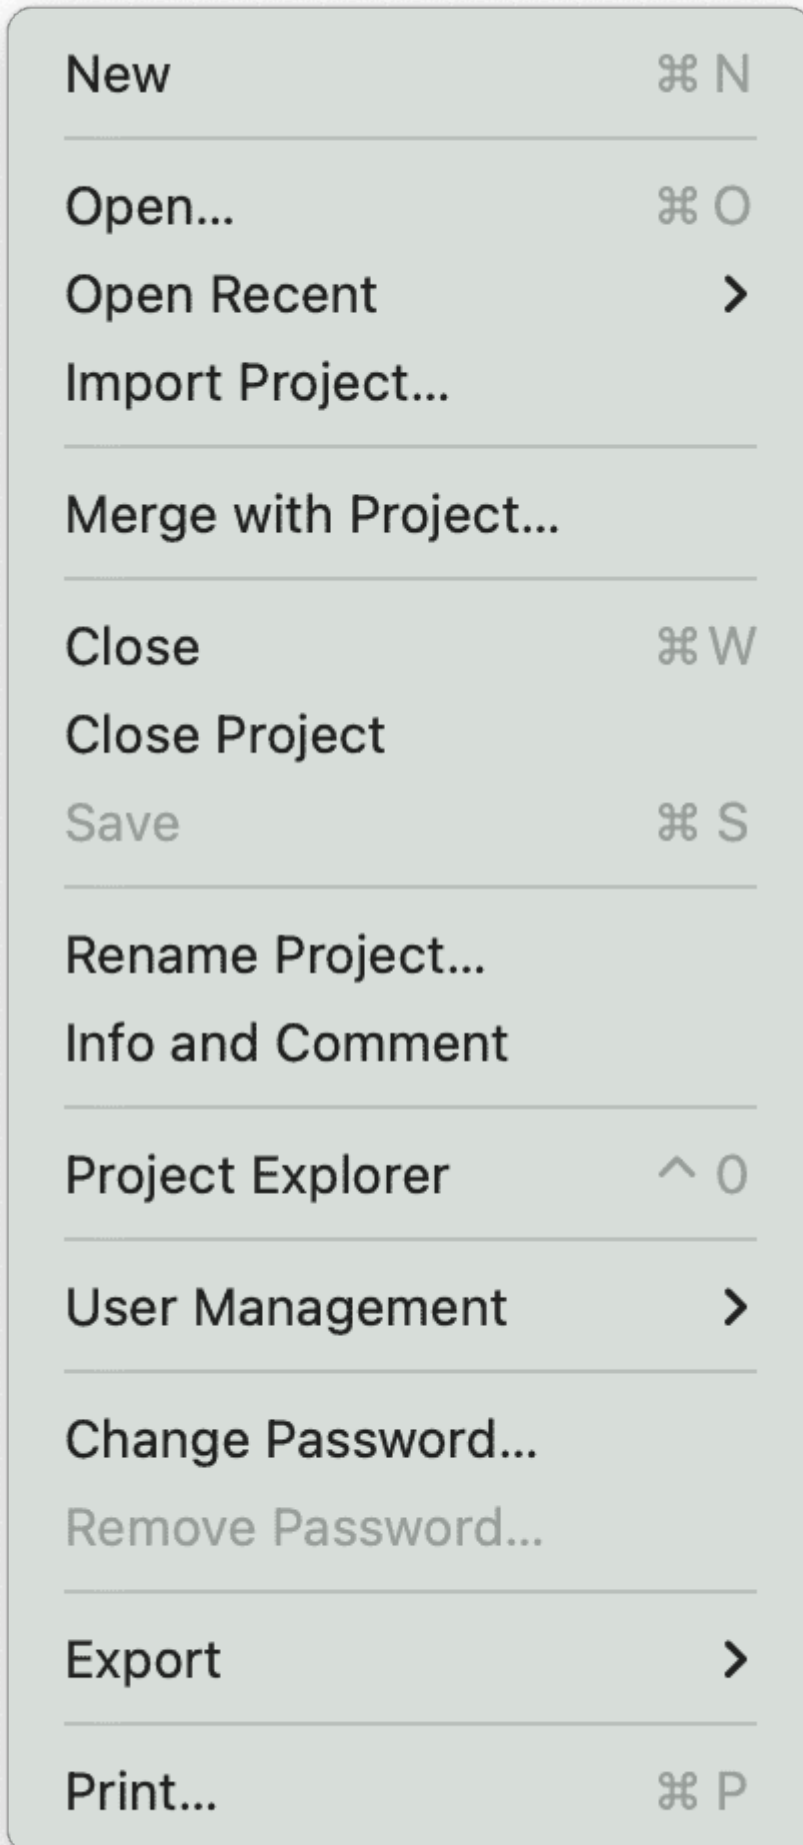 New ⌘ N
Open... ⌘ O
Open Recent >
Import Project...
Merge with Project...
Close ⌘ W
Close Project
Save ⌘ S
Rename Project...
Info and Comment
Project Explorer ^ 0
User Management >
Change Password...
Remove Password...
Export >
Print... ⌘ P